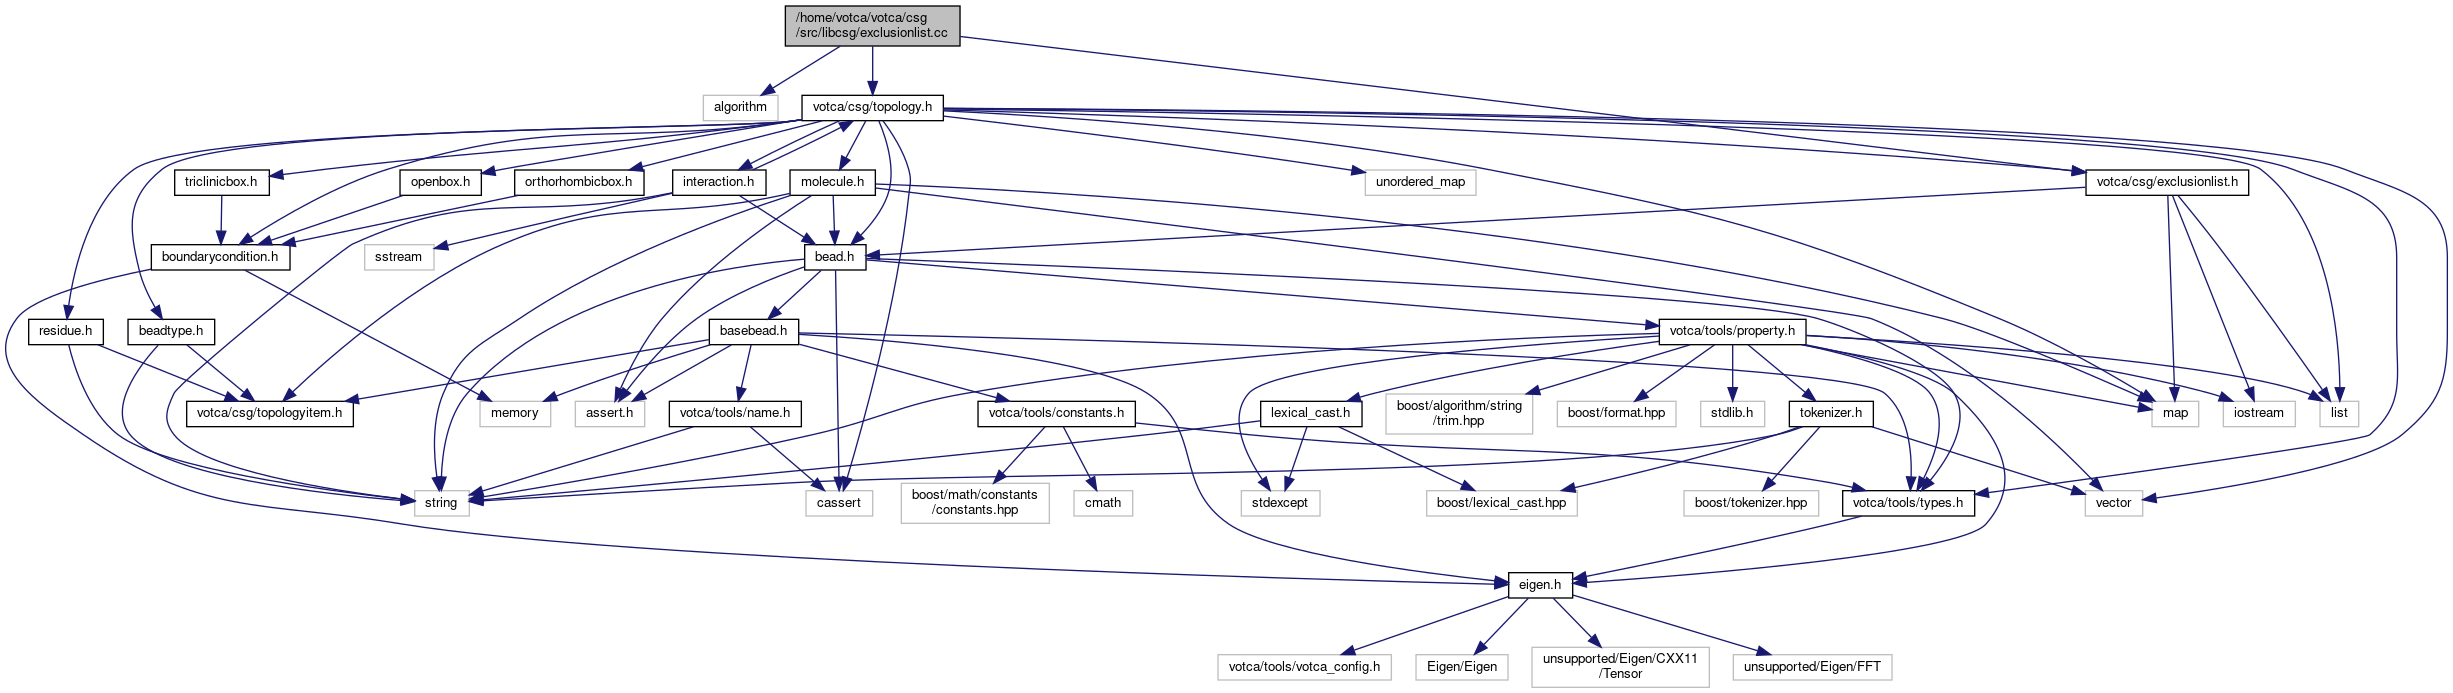 /home/votca/votca/csg
/src/libcsg/exclusionlist.cc
algorithm
votca/csg/topology.h
triclinicbox.h
openbox.h
orthorhombicbox.h
interaction.h
molecule.h
unordered_map
votca/csg/exclusionlist.h
boundarycondition.h
sstream
bead.h
residue.h
beadtype.h
basebead.h
votca/tools/property.h
votca/csg/topologyitem.h
memory
assert.h
votca/tools/name.h
votca/tools/constants.h
lexical_cast.h
boost/algorithm/string
/trim.hpp
boost/format.hpp
stdlib.h
tokenizer.h
map
iostream
list
string
cassert
boost/math/constants
/constants.hpp
cmath
stdexcept
boost/lexical_cast.hpp
boost/tokenizer.hpp
votca/tools/types.h
vector
eigen.h
votca/tools/votca_config.h
Eigen/Eigen
unsupported/Eigen/CXX11
/Tensor
unsupported/Eigen/FFT